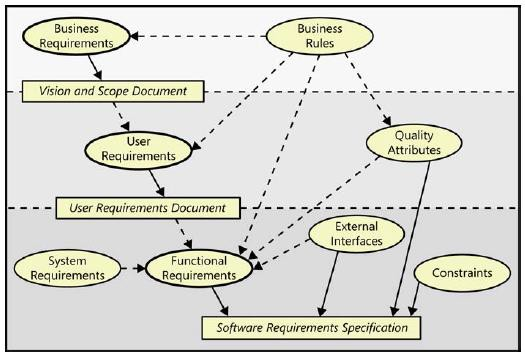 Business
Requirements
Business
Rules
Vision and Scope Document
User
Requirements
Quality
Attributes
User Requirements Document
System
Requirements
Functional
Requirements
External
Interfaces
Constraints
Software Requirements Specification